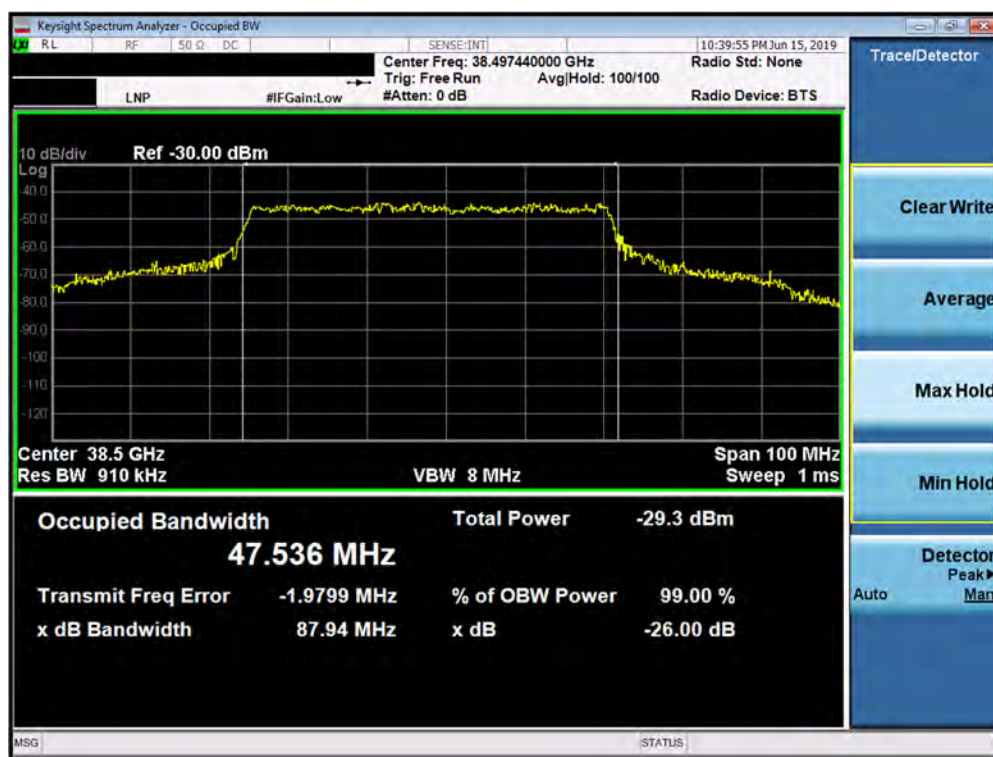 Keysight Spectrum Analyzer - Occupied BW
LXI RL RF 50 Ω DC SENSE:INT 10:39:55 PM Jun 15, 2019
Center Freq: 38.497440000 GHz Radio Std: None
Trig: Free Run Avg|Hold: 100/100
LNP #IFGain:Low #Atten: 0 dB Radio Device: BTS
10 dB/div Ref -30.00 dBm
Log
-40.0
-50.0
-60.0
-70.0
-80.0
-90.0
-100
-110
-120
Center 38.5 GHz Span 100 MHz
Res BW 910 kHz VBW 8 MHz Sweep 1 ms
Occupied Bandwidth Total Power -29.3 dBm
47.536 MHz
Transmit Freq Error -1.9799 MHz % of OBW Power 99.00 %
x dB Bandwidth 87.94 MHz x dB -26.00 dB
MSG STATUS
Trace/Detector
Clear Write
Average
Max Hold
Min Hold
Detector
Peak▶
Auto Man